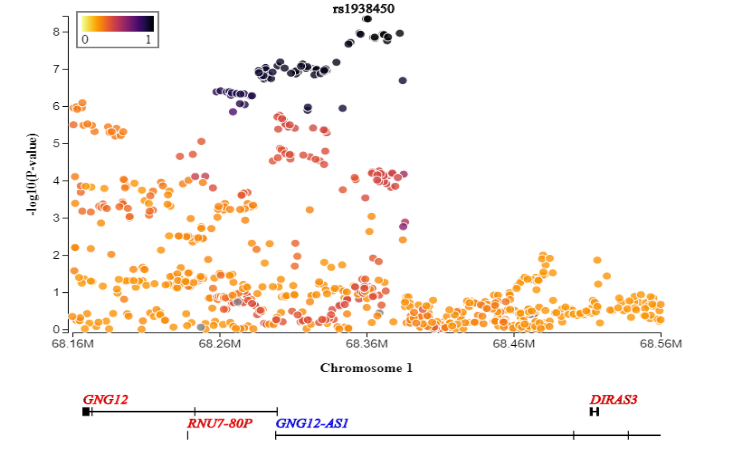 rs1938450
0 1
-log10(P-value)
8
7
6
5
4
3
2
1
0
68.16M 68.26M 68.36M 68.46M 68.56M
Chromosome 1
GNG12 DIRAS3
RNU7-80P GNG12-AS1